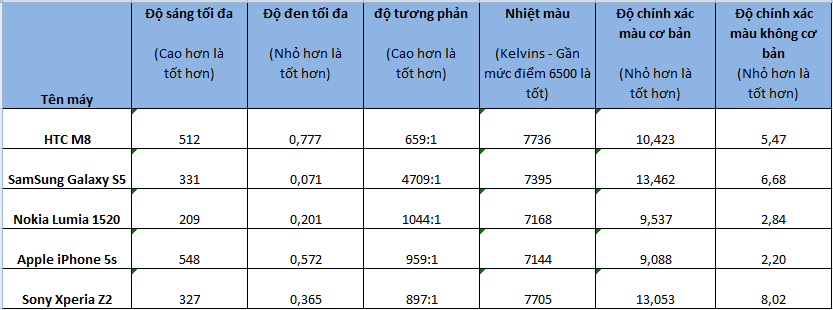 Tên máy
Độ sáng tối đa
(Cao hơn là
tốt hơn)
Độ đen tối đa
(Nhỏ hơn là
tốt hơn)
độ tương phản
(Cao hơn là
tốt hơn)
Nhiệt màu
(Kelvins - Gần
mức điểm 6500 là
tốt)
Độ chính xác
màu cơ bản
(Nhỏ hơn là
tốt hơn)
Độ chính xác
màu không cơ
bản
(Nhỏ hơn là
tốt hơn)
HTC M8 512 0,777 659:1 7736 10,423 5,47
SamSung Galaxy S5 331 0,071 4709:1 7395 13,462 6,68
Nokia Lumia 1520 209 0,201 1044:1 7168 9,537 2,84
Apple iPhone 5s 548 0,572 959:1 7144 9,088 2,20
Sony Xperia Z2 327 0,365 897:1 7705 13,053 8,02